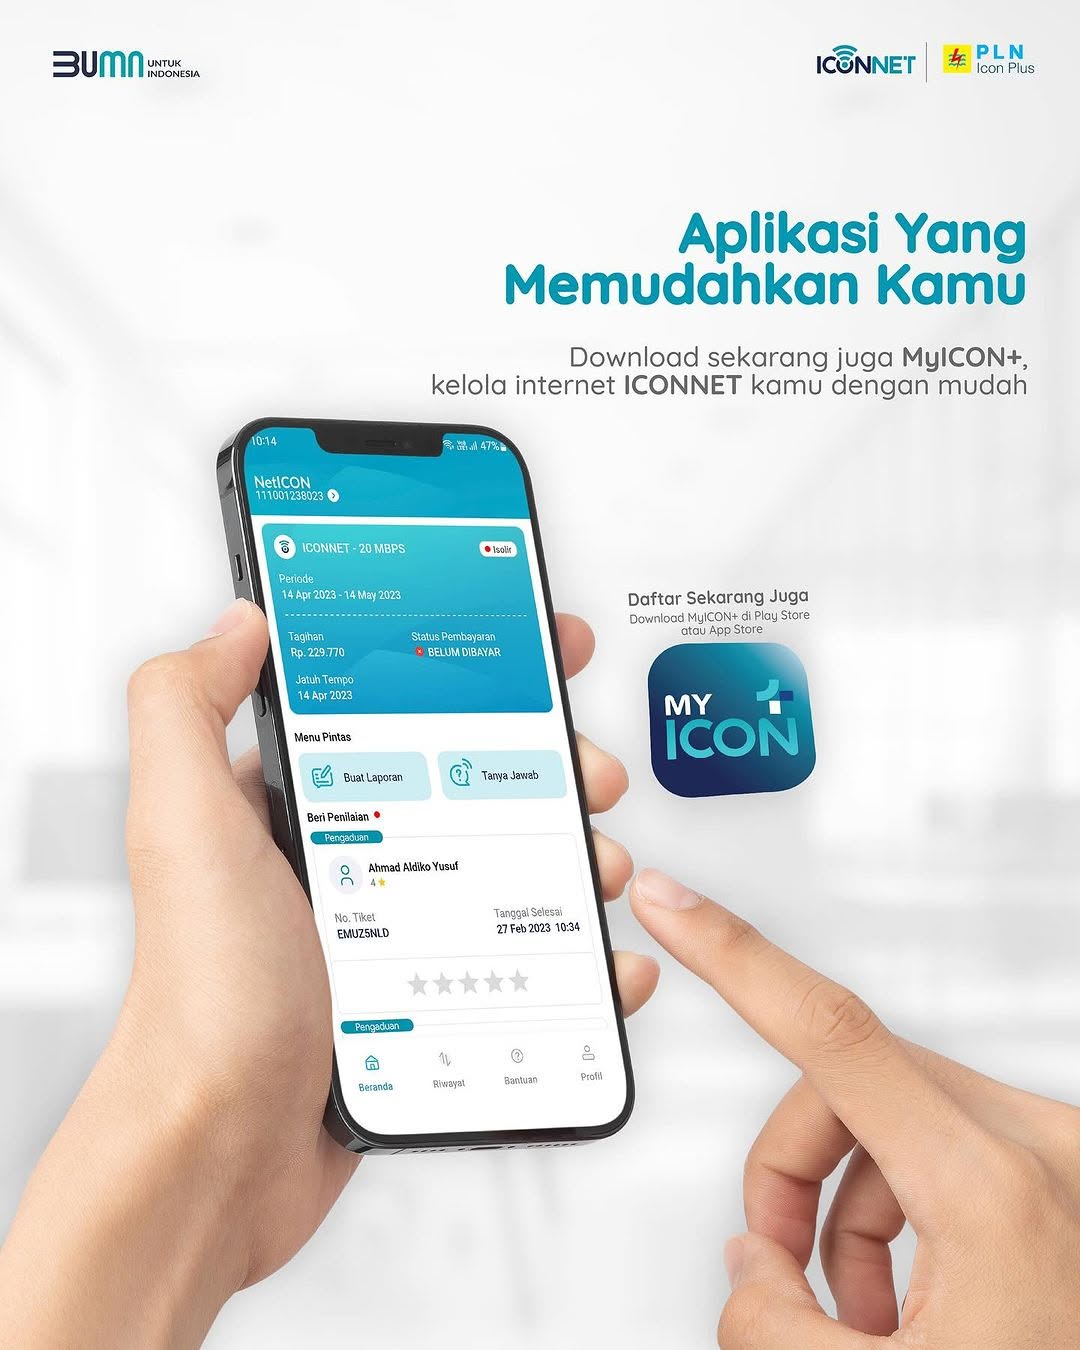 BUMN UNTUK
INDONESIA
ICONNET
PLN
Icon Plus
Aplikasi Yang
Memudahkan Kamu
Download sekarang juga MyICON+,
kelola internet ICONNET kamu dengan mudah
10:14
47%
NetICON
111001238023
ICONNET - 20 MBPS
Isolir
Periode
14 Apr 2023 - 14 May 2023
Tagihan
Status Pembayaran
Rp. 229.770
BELUM DIBAYAR
Jatuh Tempo
14 Apr 2023
Menu Pintas
Buat Laporan
Tanya Jawab
Beri Penilaian
Pengaduan
Ahmad Aldiko Yusuf
4
No. Tiket
Tanggal Selesai
EMUZ5NLD
27 Feb 2023 10:34
Pengaduan
Beranda
Riwayat
Bantuan
Profil
Daftar Sekarang Juga
Download MyICON+ di Play Store
atau App Store
MY
ICON+